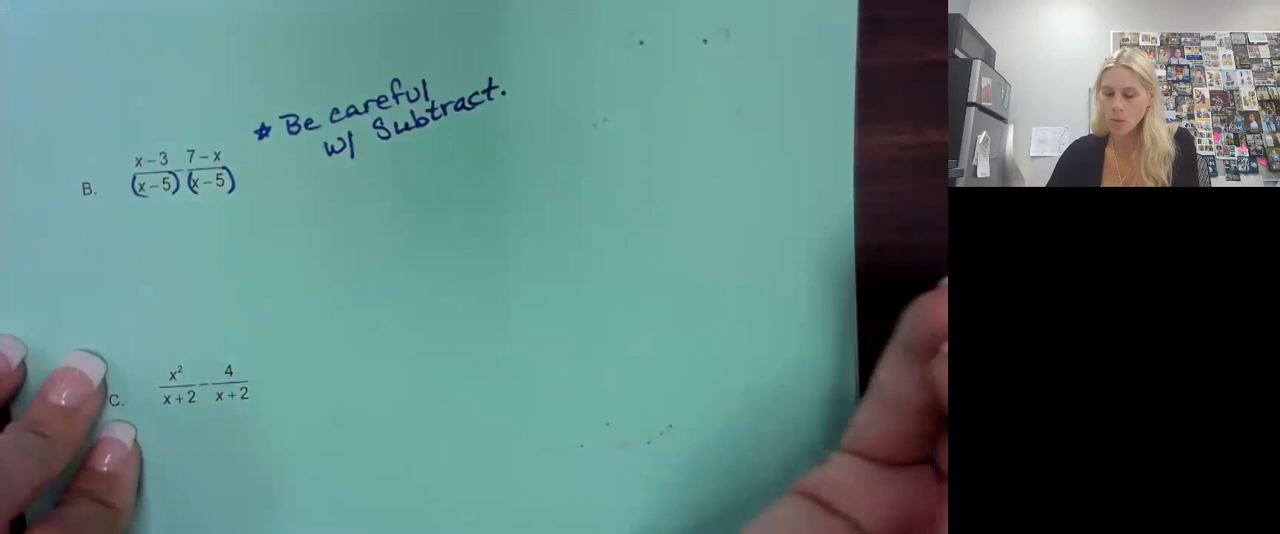 * Be careful
w/ Subtract.
B. x-3/(x-5) - 7-x/(x-5)
C. x²/x+2 - 4/x+2